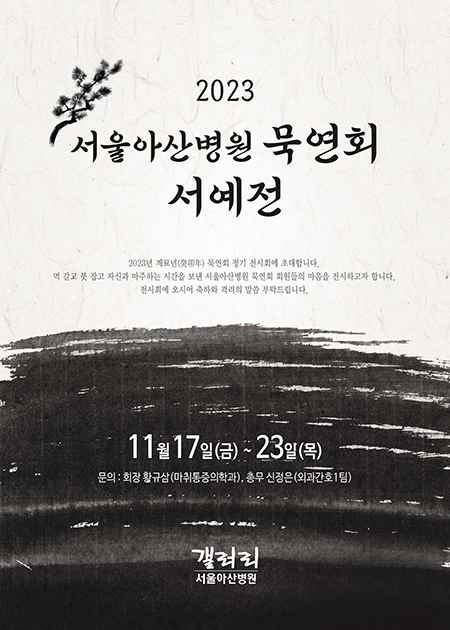 2023
서울아산병원 묵연회
서예전
2023년 계묘년(癸卯年) 묵연회 정기 전시회에 초대합니다.
먹 갈고 붓 잡고 자신과 마주하는 시간을 보낸 서울아산병원 묵연회 회원들의 마음을 전시하고자 합니다.
전시회에 오시어 축하와 격려의 말씀 부탁드립니다.
11월 17일(금) ~ 23일(목)
문의 : 회장 황규삼(마취통증의학과), 총무 신정은(외과간호1팀)
갤러리
서울아산병원